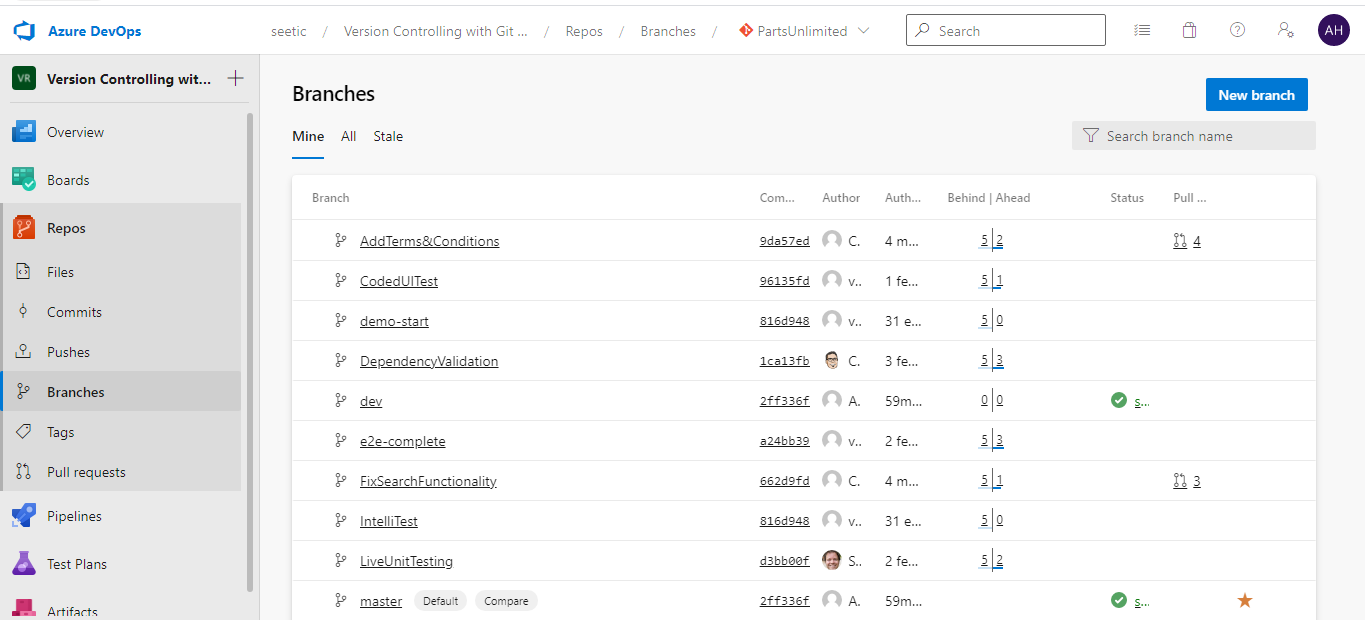 Azure DevOps
seetic / Version Controlling with Git ... / Repos / Branches / PartsUnlimited
Search
AH
VR Version Controlling wit...
Overview
Boards
Repos
Files
Commits
Pushes
Branches
Tags
Pull requests
Pipelines
Test Plans
Artifacts
Branches
New branch
Mine All Stale
Search branch name
Branch Com... Author Auth... Behind | Ahead Status Pull ...
AddTerms&Conditions 9da57ed C. 4 m... 5 2 4
CodedUITest 96135fd v.. 1 fe... 5 1
demo-start 816d948 v.. 31 e... 5 0
DependencyValidation 1ca13fb C. 3 fe... 5 3
dev 2ff336f A. 59m... 0 0 s...
e2e-complete a24bb39 v.. 2 fe... 5 3
FixSearchFunctionality 662d9fd C. 4 m... 5 1 3
IntelliTest 816d948 v.. 31 e... 5 0
LiveUnitTesting d3bb00f S.. 2 fe... 5 2
master Default Compare 2ff336f A. 59m... s...